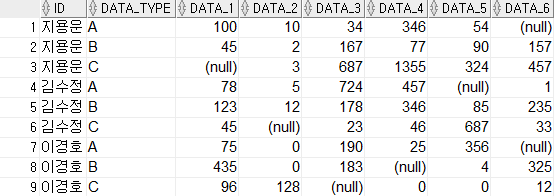 ID DATA_TYPE DATA_1 DATA_2 DATA_3 DATA_4 DATA_5 DATA_6
1 지용운 A 100 10 34 346 54 (null)
2 지용운 B 45 2 167 77 90 157
3 지용운 C (null) 3 687 1355 324 457
4 김수정 A 78 5 724 457 (null) 1
5 김수정 B 123 12 178 346 85 235
6 김수정 C 45 (null) 23 46 687 33
7 이경호 A 75 0 190 25 356 (null)
8 이경호 B 435 0 183 (null) 4 325
9 이경호 C 96 128 (null) 0 0 12